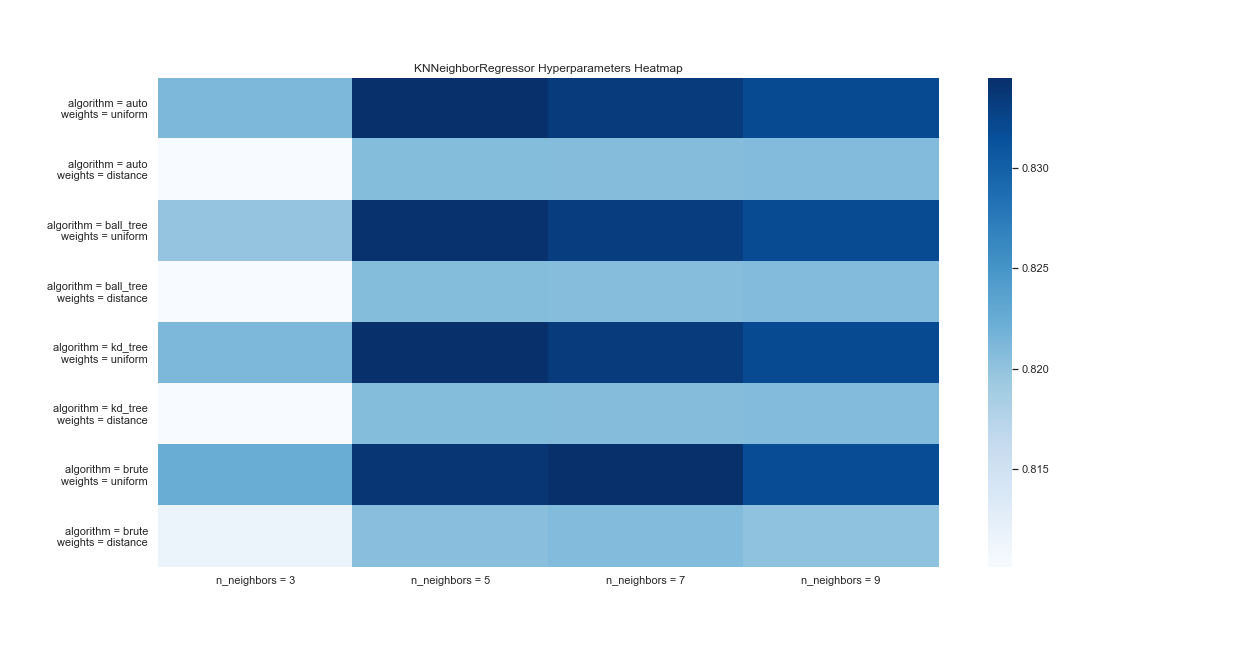 KNNeighborRegressor Hyperparameters Heatmap
algorithm = auto
weights = uniform
algorithm = auto
weights = distance
algorithm = ball_tree
weights = uniform
algorithm = ball_tree
weights = distance
algorithm = kd_tree
weights = uniform
algorithm = kd_tree
weights = distance
algorithm = brute
weights = uniform
algorithm = brute
weights = distance
n_neighbors = 3
n_neighbors = 5
n_neighbors = 7
n_neighbors = 9
0.830
0.825
0.820
0.815